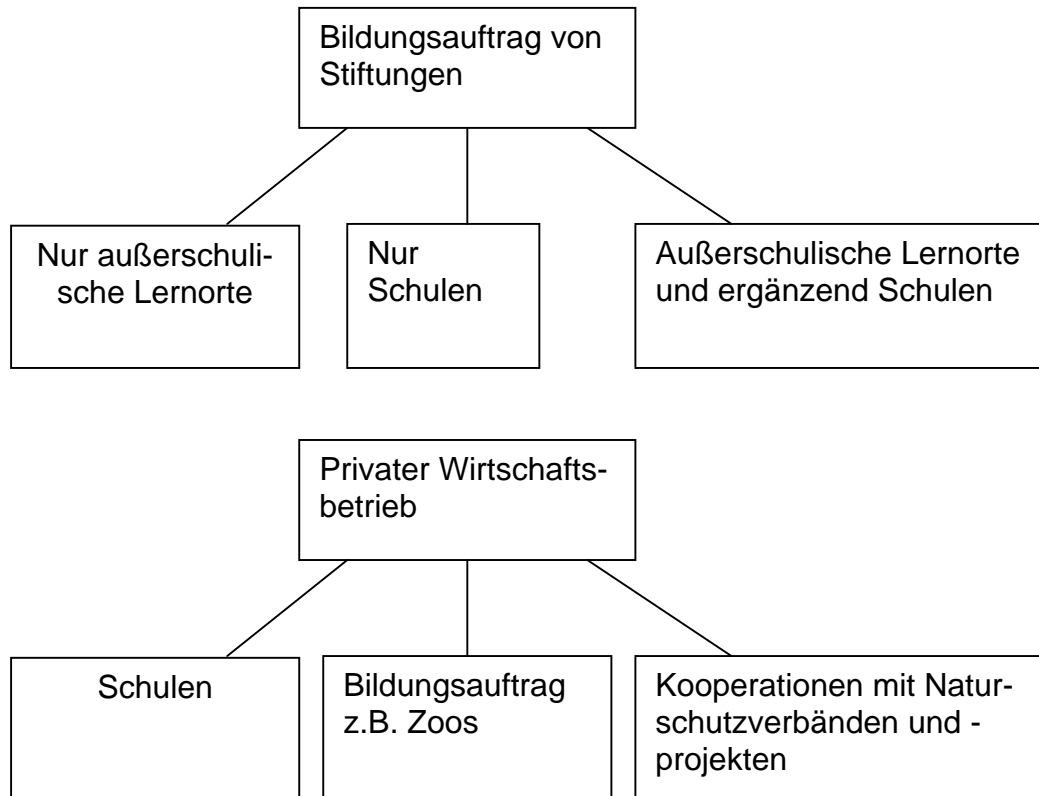 Bildungsauftrag von
Stiftungen
Nur außerschuli-
sche Lernorte
Nur
Schulen
Außerschulische Lernorte
und ergänzend Schulen
Privater Wirtschafts-
betrieb
Schulen
Bildungsauftrag
z.B. Zoos
Kooperationen mit Natur-
schutzverbänden und -
projekten